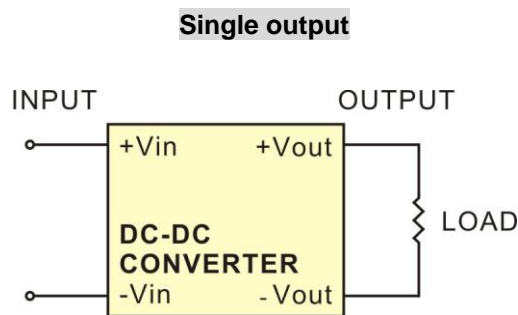 Single output
INPUT OUTPUT
+Vin +Vout
DC-DC
CONVERTER
LOAD
-Vin -Vout